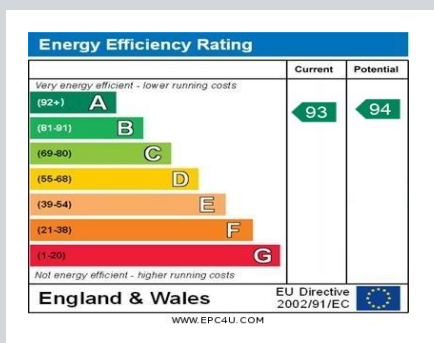 Energy Efficiency Rating
Current Potential
Very energy efficient - lower running costs
(92+) A
93 94
(81-91) B
(69-80) C
(55-68) D
(39-54) E
(21-38) F
(1-20) G
Not energy efficient - higher running costs
England & Wales
EU Directive
2002/91/EC
WWW.EPC4U.COM